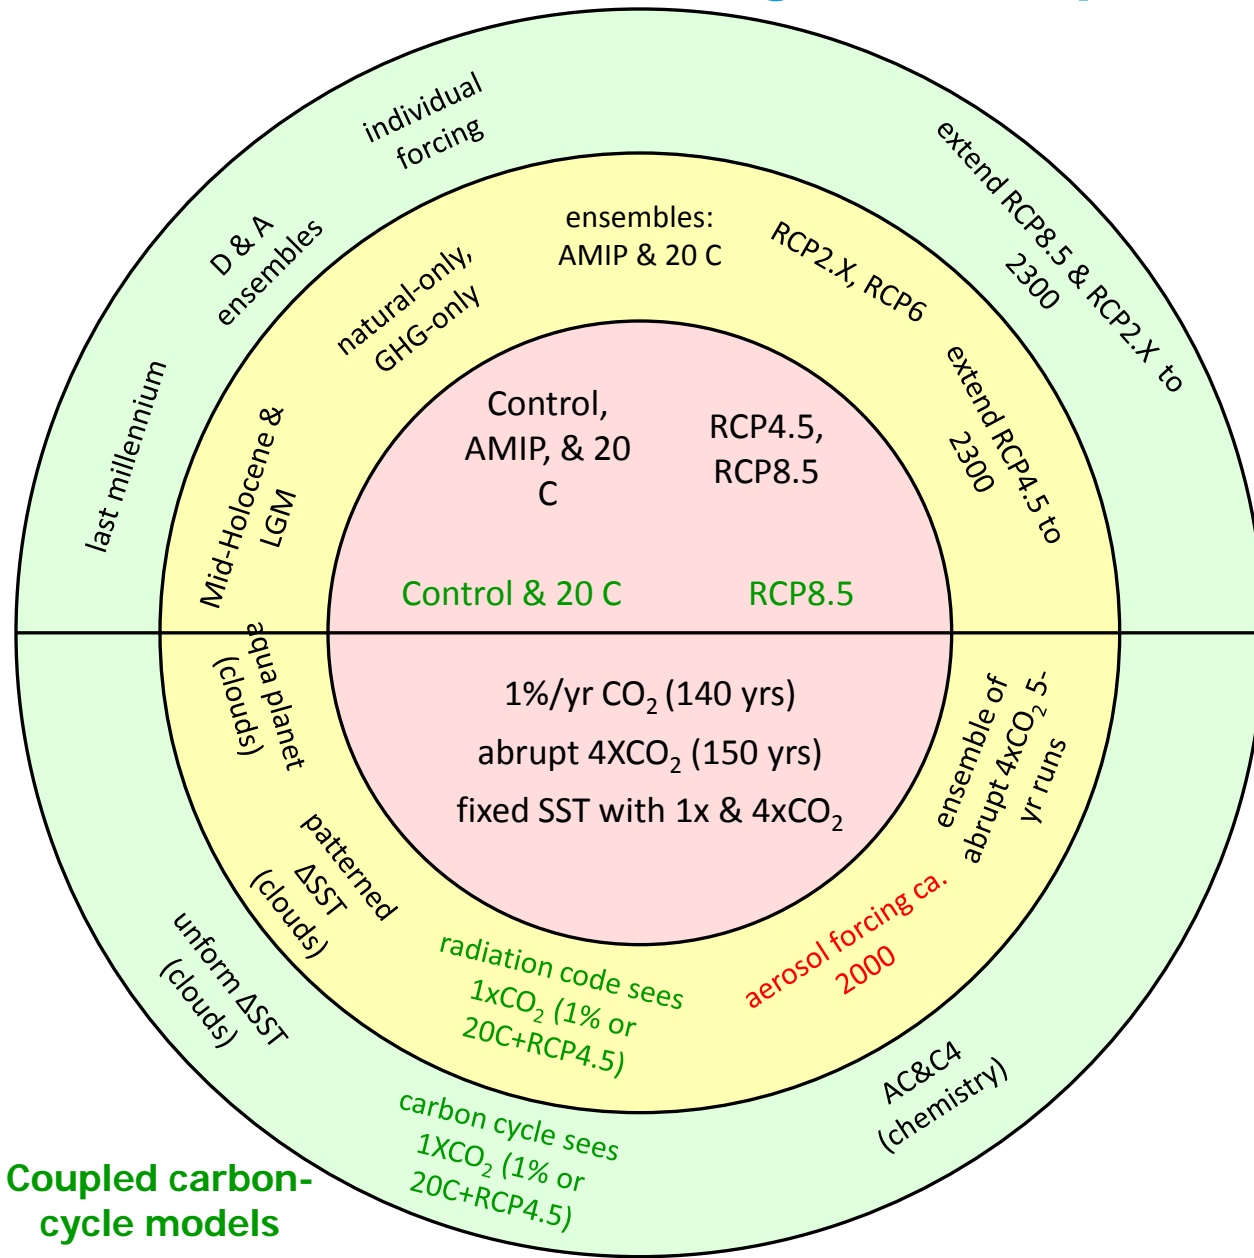 individual
forcing
D & A
ensembles
last millennium
extend RCP8.5 & RCP2.X to
2300
ensembles:
AMIP & 20 C
natural-only,
GHG-only
RCP2.X, RCP6
Mid-Holocene &
LGM
extend RCP4.5 to
2300
Control,
AMIP, & 20
C
RCP4.5,
RCP8.5
Control & 20 C
RCP8.5
1%/yr CO₂ (140 yrs)
abrupt 4XCO₂ (150 yrs)
fixed SST with 1x & 4xCO₂
aqua planet
(clouds)
patterned
ΔSST
(clouds)
radiation code sees
1xCO₂ (1% or
20C+RCP4.5)
aerosol forcing ca.
2000
ensemble of
abrupt 4xCO₂ 5-
yr runs
unform ΔSST
(clouds)
carbon cycle sees
1XCO₂ (1% or
20C+RCP4.5)
AC&C4
(chemistry)
Coupled carbon-
cycle models